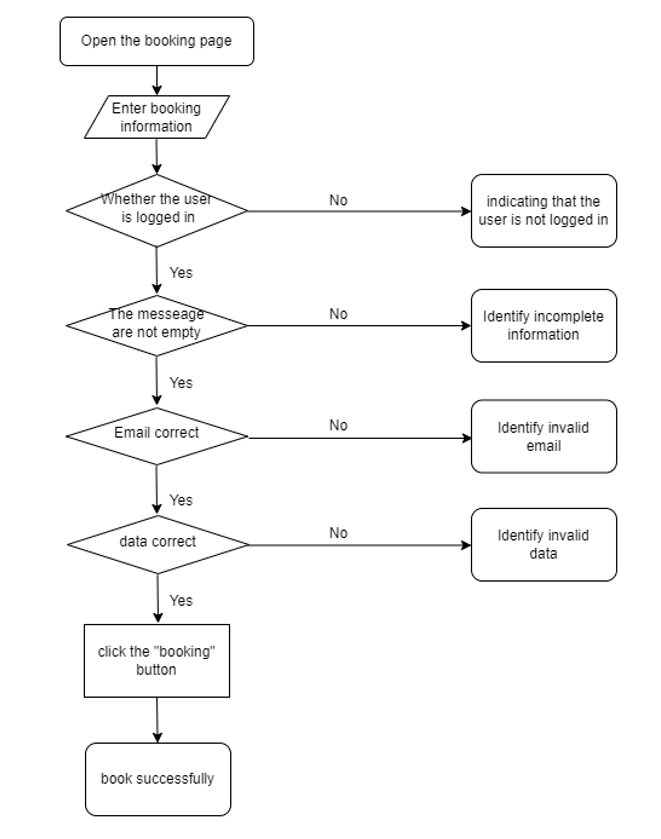 Open the booking page
Enter booking
information
Whether the user
is logged in
No
indicating that the
user is not logged in
Yes
The messeage
are not empty
No
Identify incomplete
information
Yes
Email correct
No
Identify invalid
email
Yes
data correct
No
Identify invalid
data
Yes
click the "booking"
button
book successfully